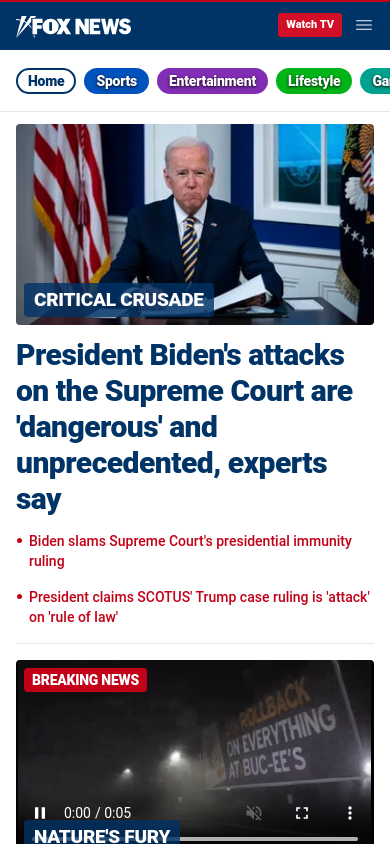 FOX NEWS
Watch TV
Home
Sports
Entertainment
Lifestyle
Ga
CRITICAL CRUSADE
President Biden's attacks
on the Supreme Court are
'dangerous' and
unprecedented, experts
say
• Biden slams Supreme Court's presidential immunity
ruling
• President claims SCOTUS' Trump case ruling is 'attack'
on 'rule of law'
BREAKING NEWS
ROLLBACK
ON EVERYTHING
AT BUC-EE'S
0:00 / 0:05
NATURE'S FURY